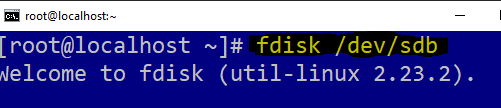 root@localhost:~
[root@localhost ~]# fdisk /dev/sdb
Welcome to fdisk (util-linux 2.23.2).